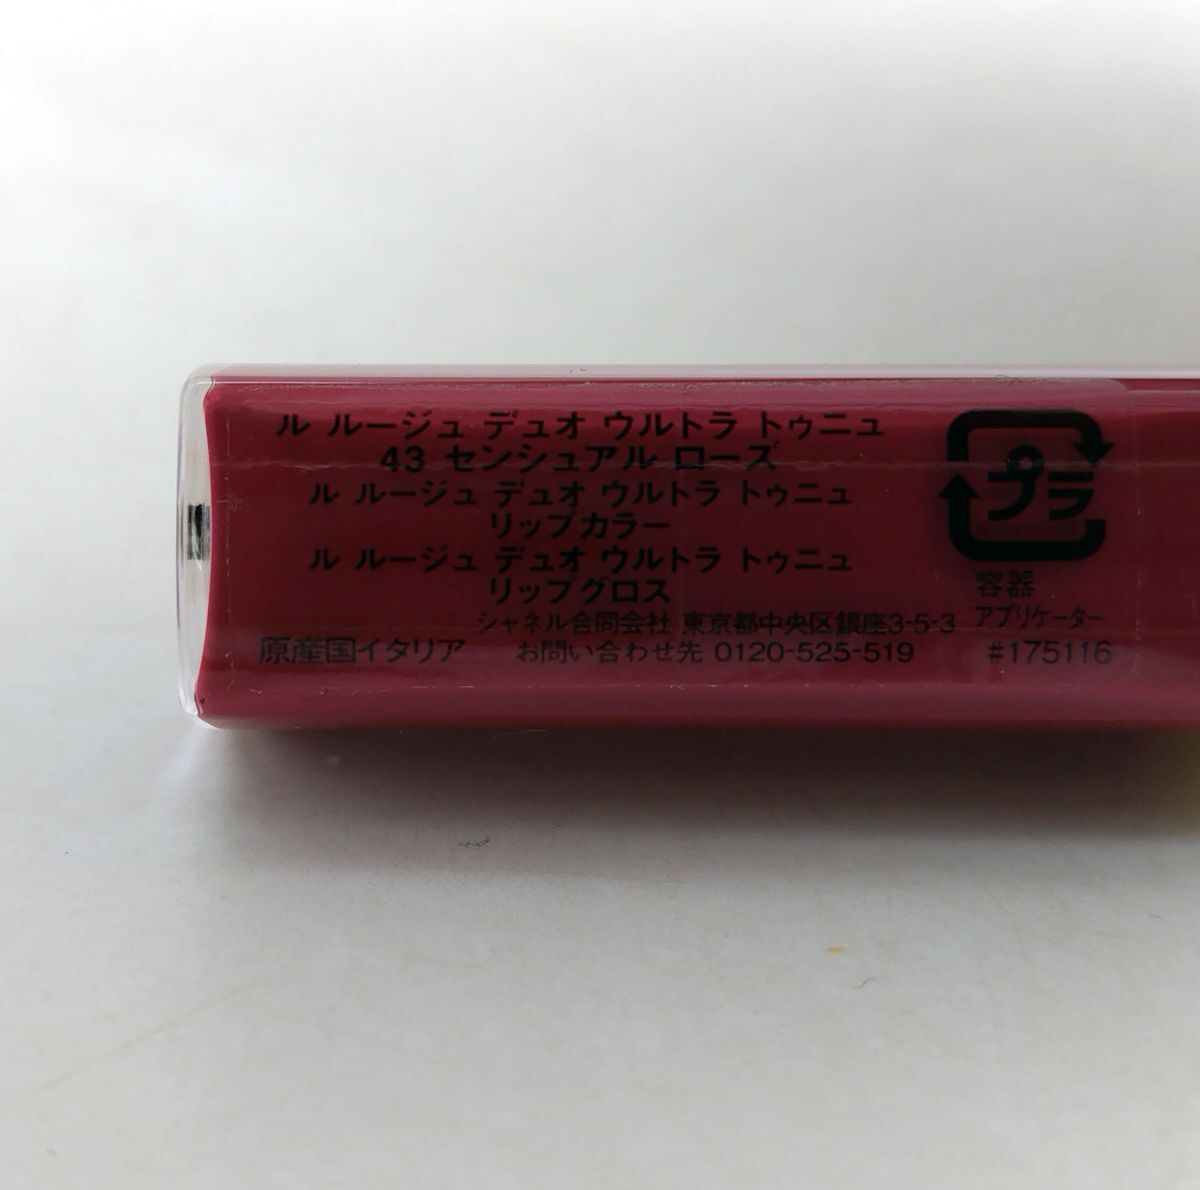 ル ルージュ デュオ ウルトラ トゥニュ
43 センシュアル ローズ
ル ルージュ デュオ ウルトラ トゥニュ
リップカラー
ル ルージュ デュオ ウルトラ トゥニュ
リップグロス
シャネル合同会社 東京都中央区銀座3-5-3
原産国イタリア お問い合わせ先 0120-525-519
プラ
容器
アプリケーター
#175116